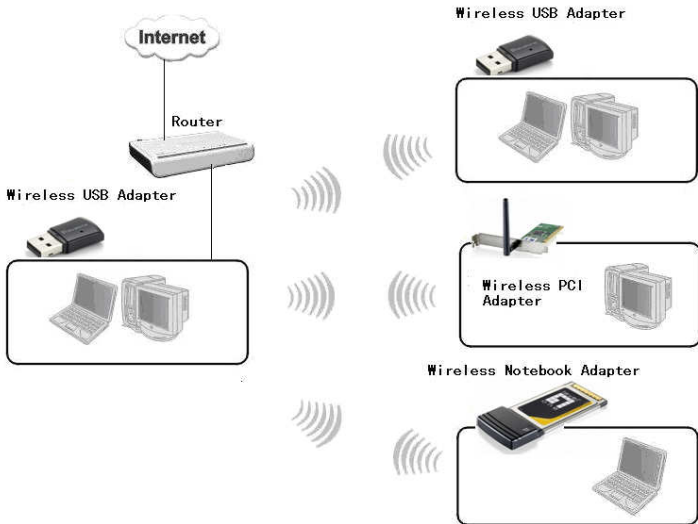 Wireless USB Adapter
Internet
Router
Wireless USB Adapter
Wireless PCI
Adapter
Wireless Notebook Adapter